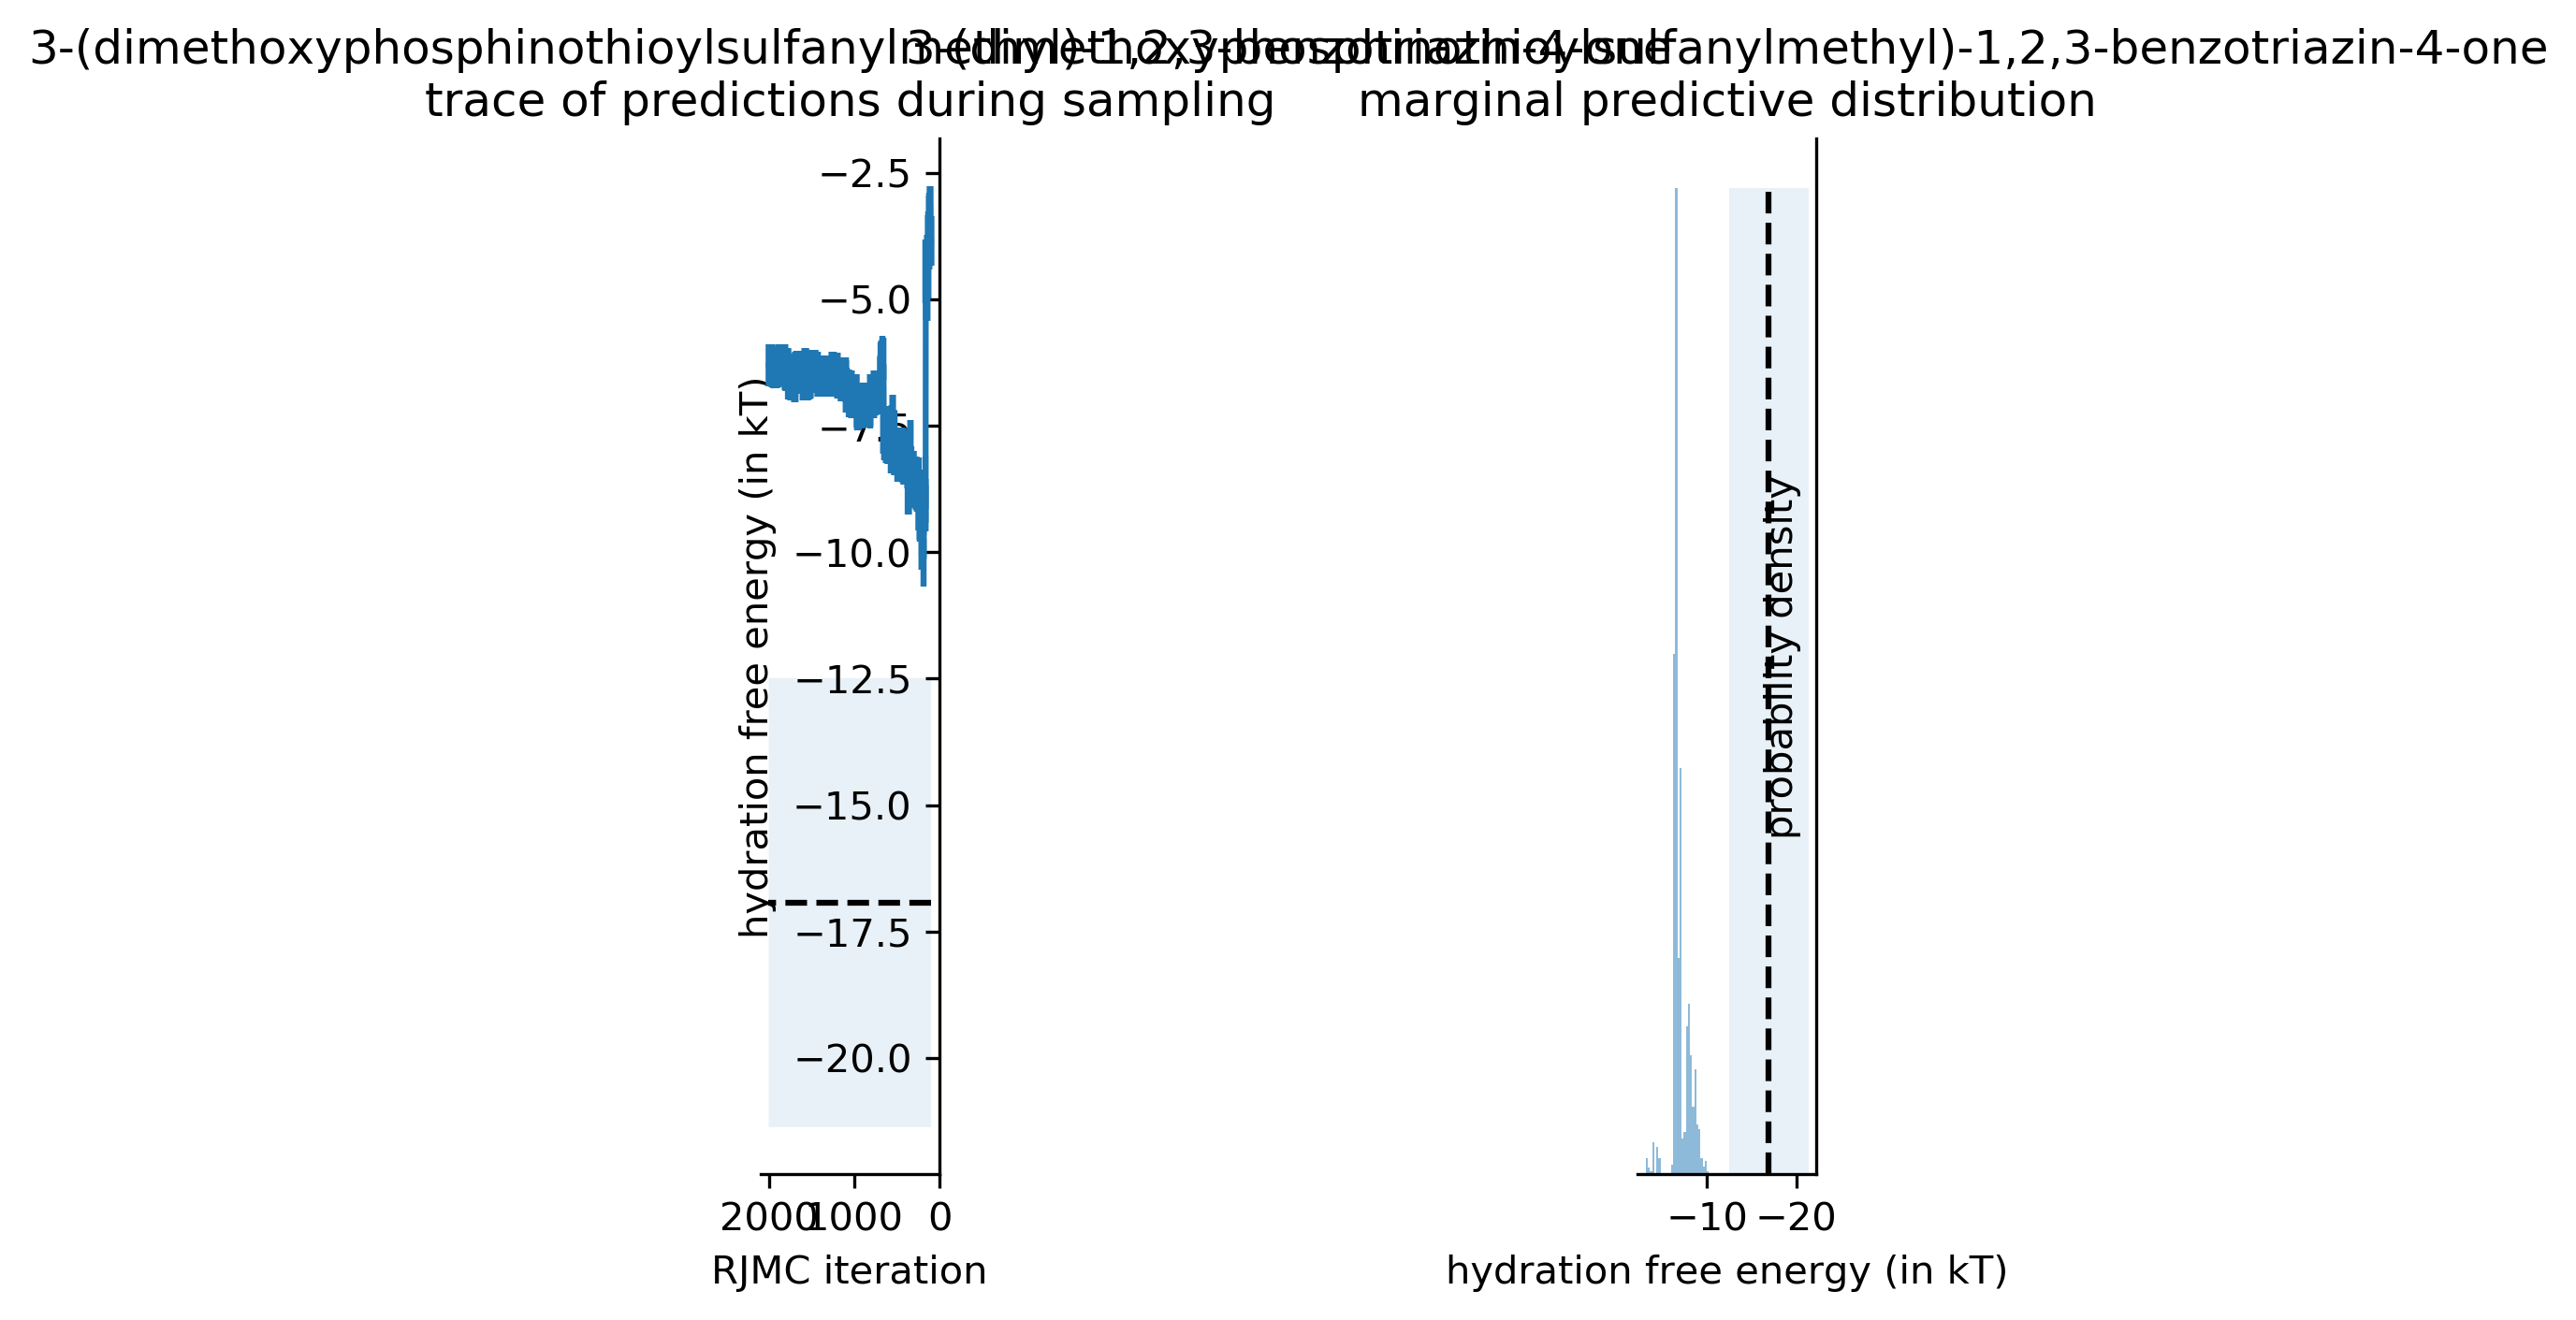 3-(dimethoxyphosphinothioylsulfanylmethyl)-1,2,3-benzotriazin-4-one
trace of predictions during sampling
3-(dimethoxyphosphinothioylsulfanylmethyl)-1,2,3-benzotriazin-4-one
marginal predictive distribution
hydration free energy (in kT)
−2.5
−5.0
−7.5
−10.0
−12.5
−15.0
−17.5
−20.0
2000 1000 0
RJMC iteration
probability density
−10 −20
hydration free energy (in kT)